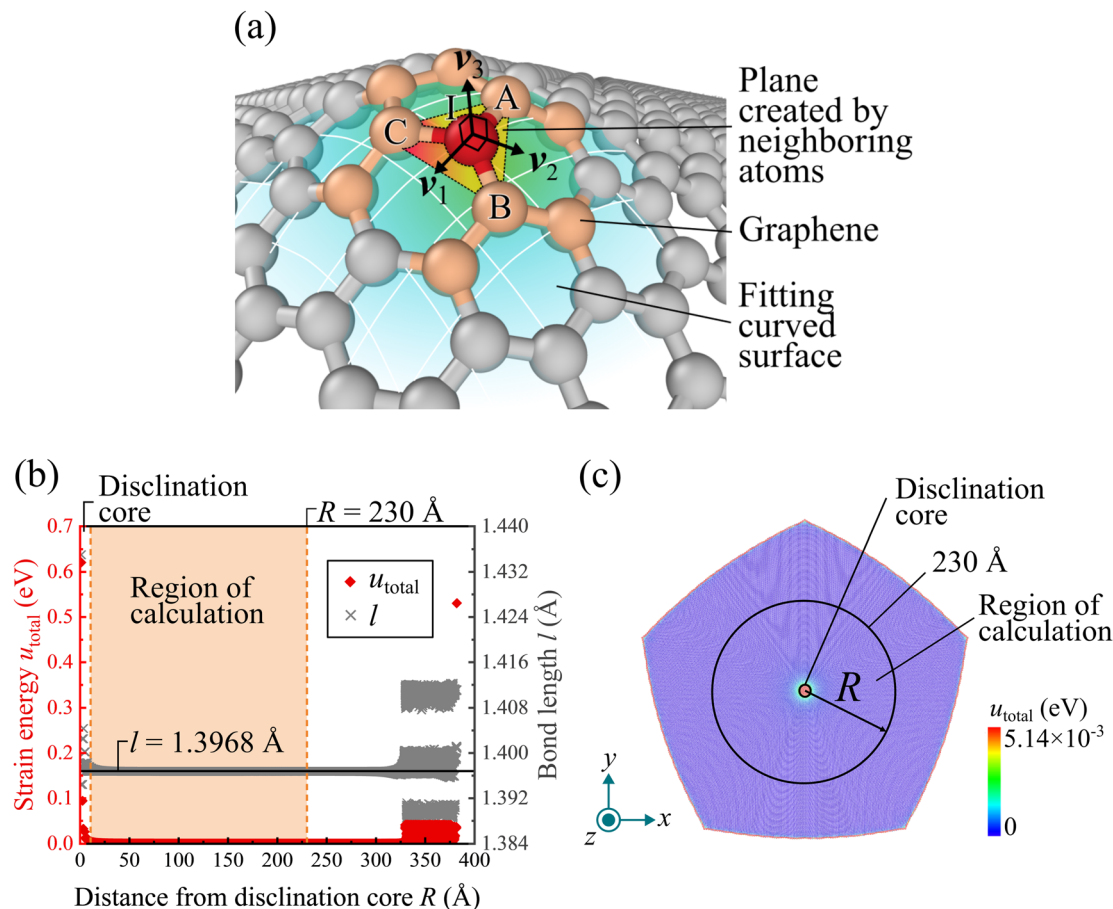 (a)
v3
I
A
C
v1
v2
B
Plane
created by
neighboring
atoms
Graphene
Fitting
curved
surface
(b)
Disclination
core
R = 230 Å
Region of
calculation
u_total
l
l = 1.3968 Å
Strain energy u_total (eV)
0.7
0.6
0.5
0.4
0.3
0.2
0.1
0.0
Bond length l (Å)
1.440
1.432
1.424
1.416
1.408
1.400
1.392
1.384
0 50 100 150 200 250 300 350 400
Distance from disclination core R (Å)
(c)
Disclination
core
230 Å
Region of
calculation
R
u_total (eV)
5.14×10⁻³
0
y
z
x